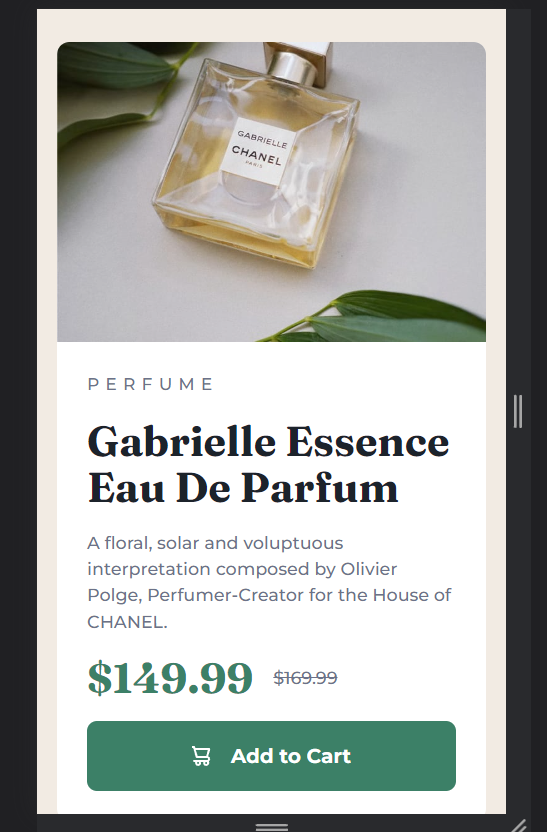 GABRIELLE
CHANEL
PARIS
PERFUME
Gabrielle Essence
Eau De Parfum
A floral, solar and voluptuous
interpretation composed by Olivier
Polge, Perfumer-Creator for the House of
CHANEL.
$149.99 $169.99
Add to Cart